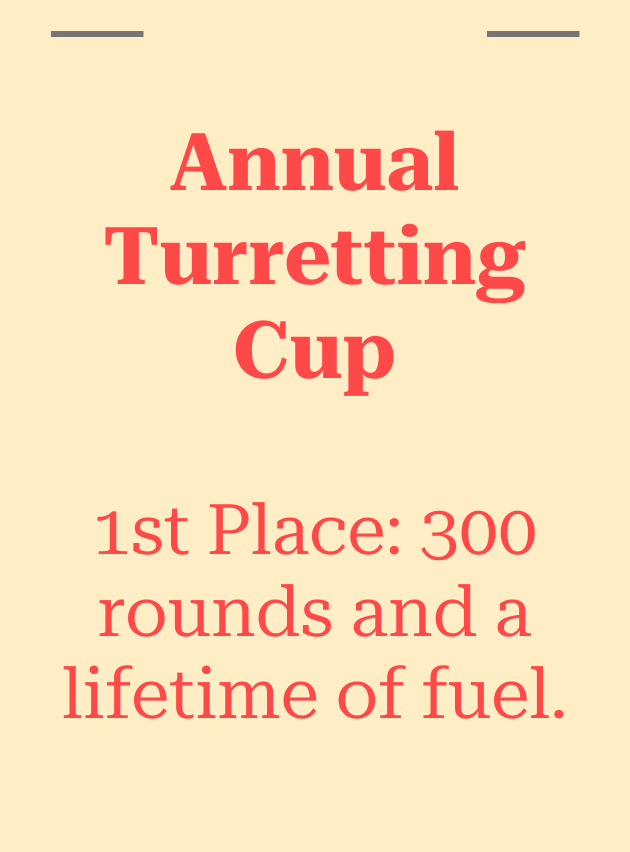 Annual
Turretting
Cup
1st Place: 300
rounds and a
lifetime of fuel.